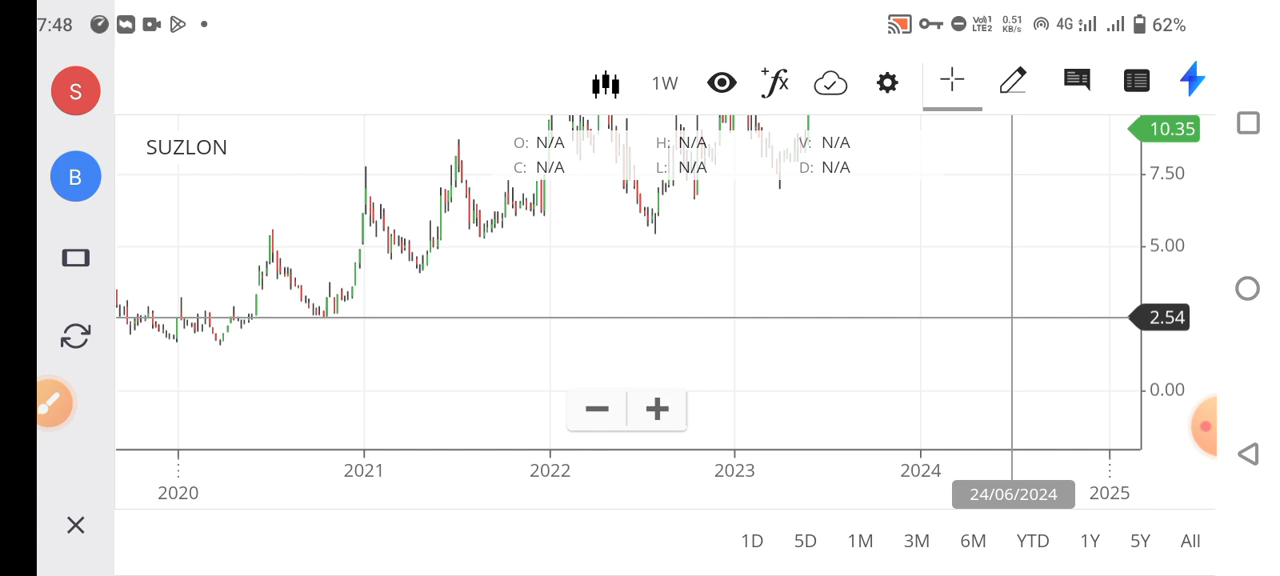 7:48 Vo1) LTE2 0.51 KB/s 4G 62%
S
B
1W
+fx
SUZLON
O: N/A H: N/A V: N/A
C: N/A L: N/A D: N/A
10.35
7.50
5.00
2.54
0.00
− +
2020 2021 2022 2023 2024 2025
24/06/2024
1D 5D 1M 3M 6M YTD 1Y 5Y All